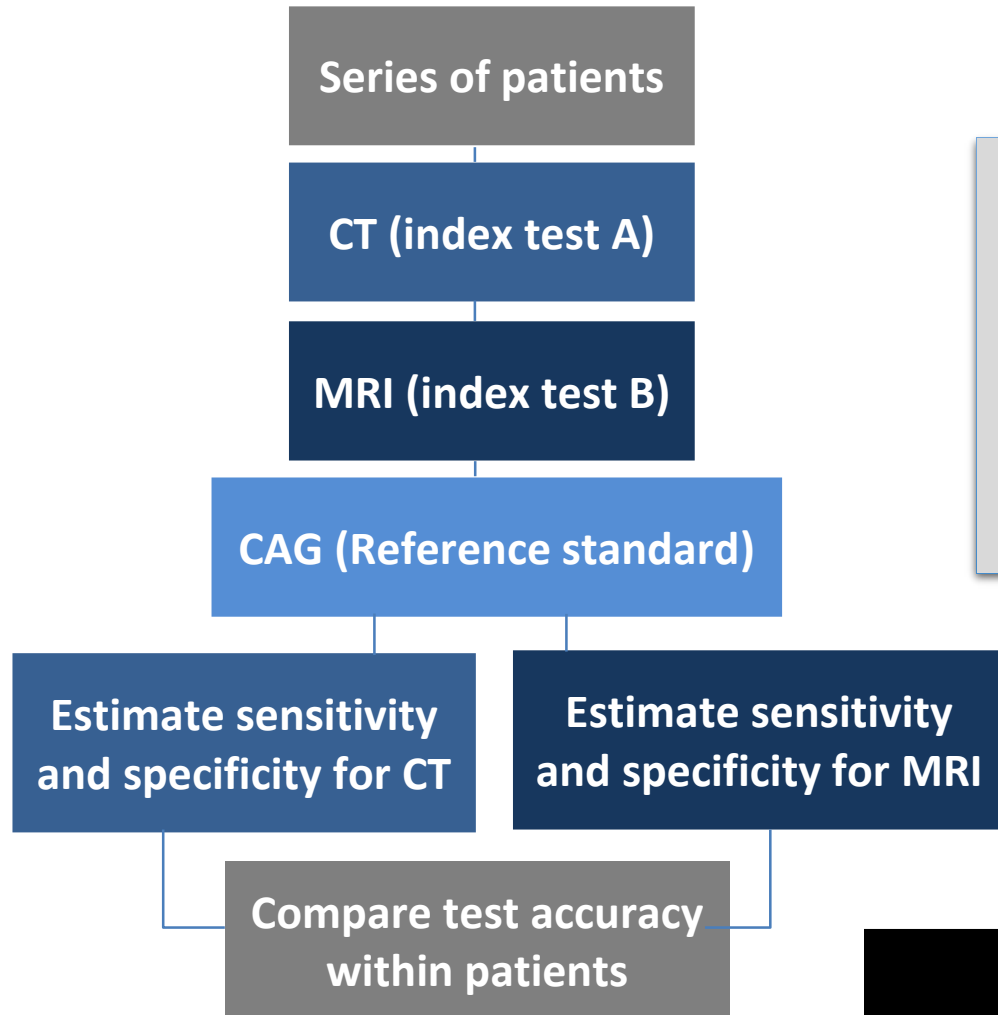 Series of patients
CT (index test A)
MRI (index test B)
CAG (Reference standard)
Estimate sensitivity
and specificity for CT
Estimate sensitivity
and specificity for MRI
Compare test accuracy
within patients